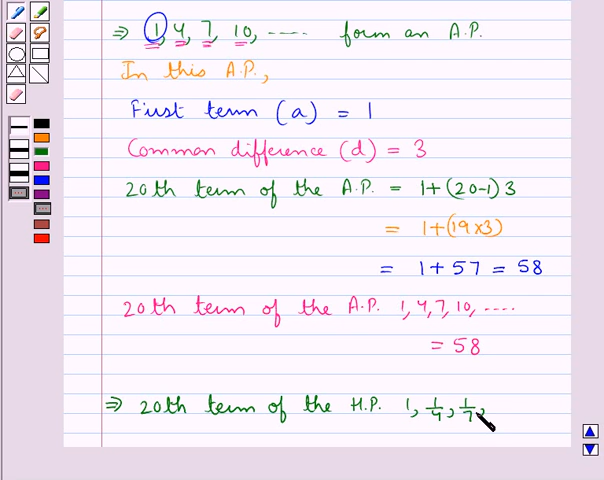 ⇒ 1, 4, 7, 10, ...... form an A.P.
In this A.P.,
First term (a) = 1
Common difference (d) = 3
20th term of the A.P. = 1+(20-1)3
= 1+(19×3)
= 1+57 = 58
20th term of the A.P. 1, 4, 7, 10, .....
= 58
⇒ 20th term of the H.P. 1, 1/4, 1/7,